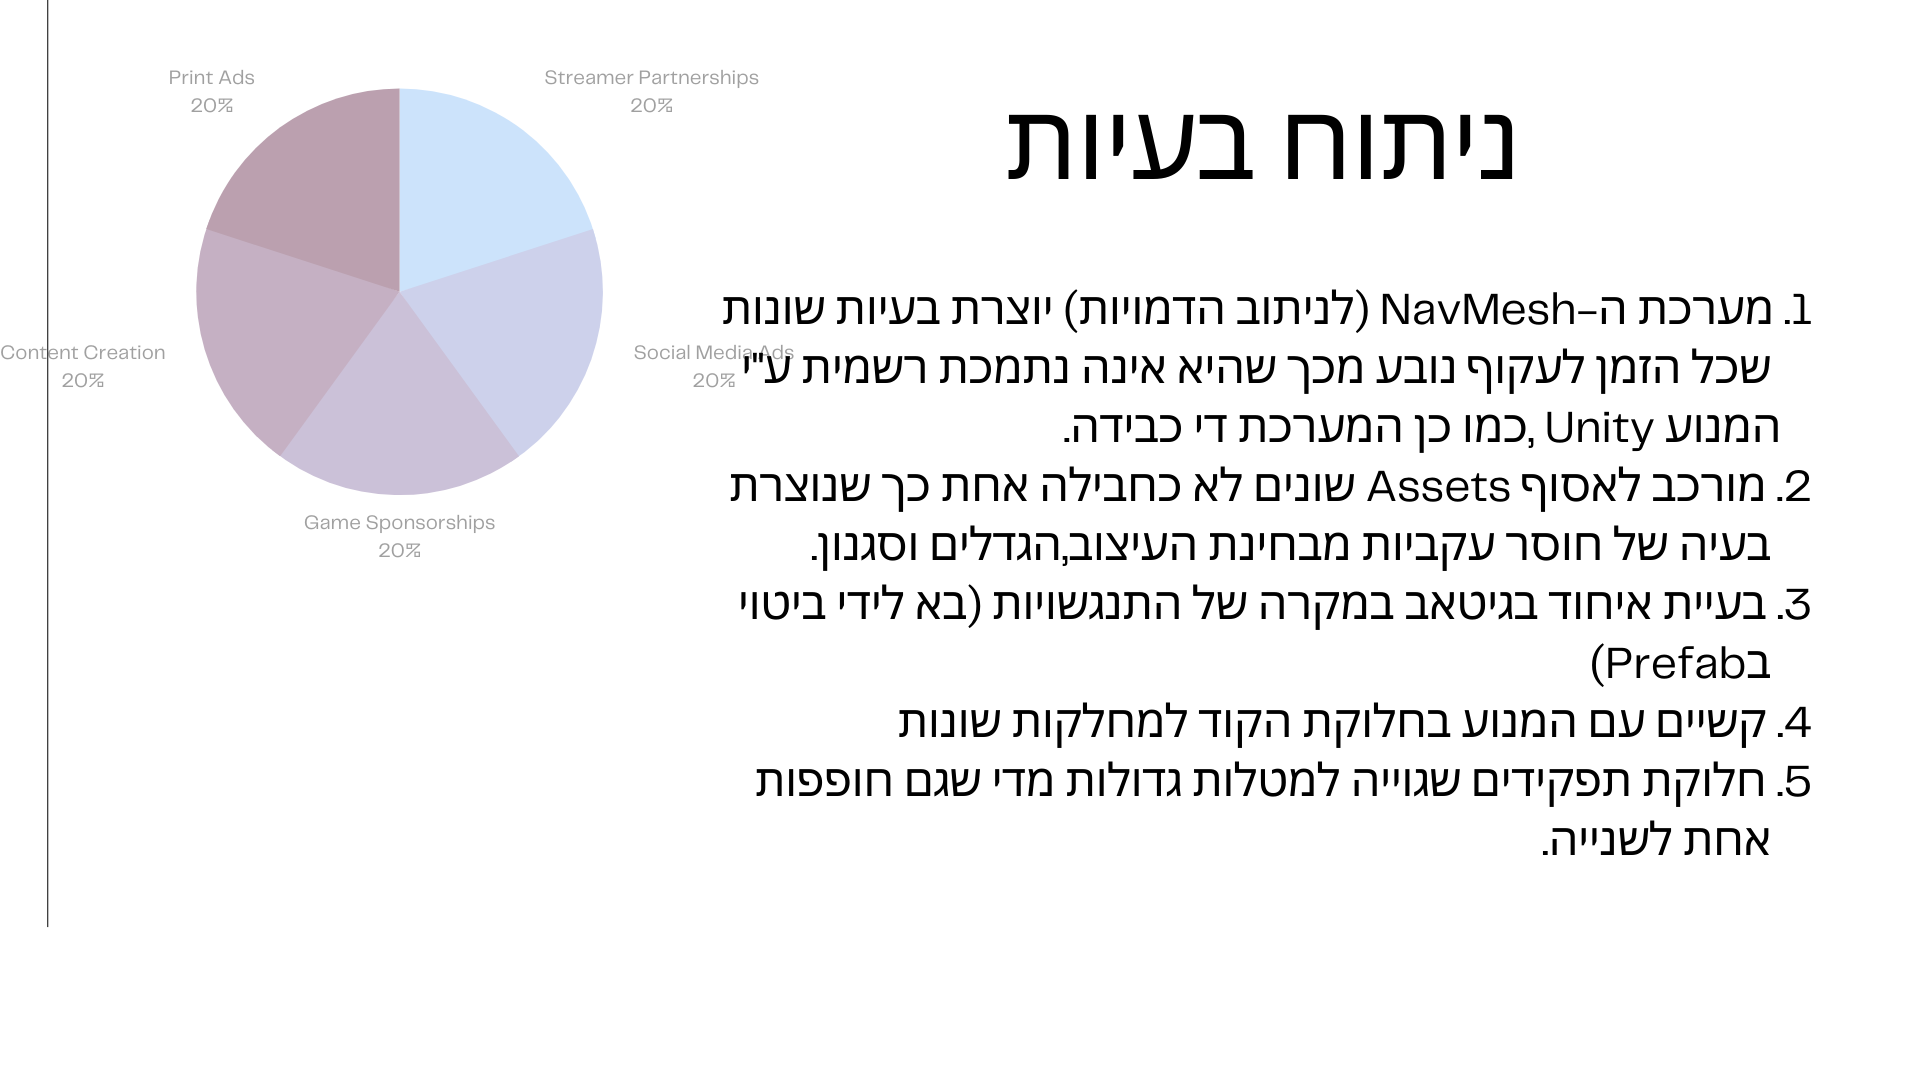 ניתוח בעיות
1. מערכת ה-NavMesh (לניתוב הדמויות) יוצרת בעיות שונות
שכל הזמן לעקוף נובע מכך שהיא אינה נתמכת רשמית ע"י
המנוע Unity ,כמו כן המערכת די כבידה.
2. מורכב לאסוף Assets שונים לא כחבילה אחת כך שנוצרת
בעיה של חוסר עקביות מבחינת העיצוב,הגדלים וסגנון.
3. בעיית איחוד בגיטאב במקרה של התנגשויות (בא לידי ביטוי
בPrefab)
4. קשיים עם המנוע בחלוקת הקוד למחלקות שונות
5. חלוקת תפקידים שגוייה למטלות גדולות מדי שגם חופפות
אחת לשנייה.
Print Ads
20%
Streamer Partnerships
20%
Content Creation
20%
Social Media Ads
20%
Game Sponsorships
20%